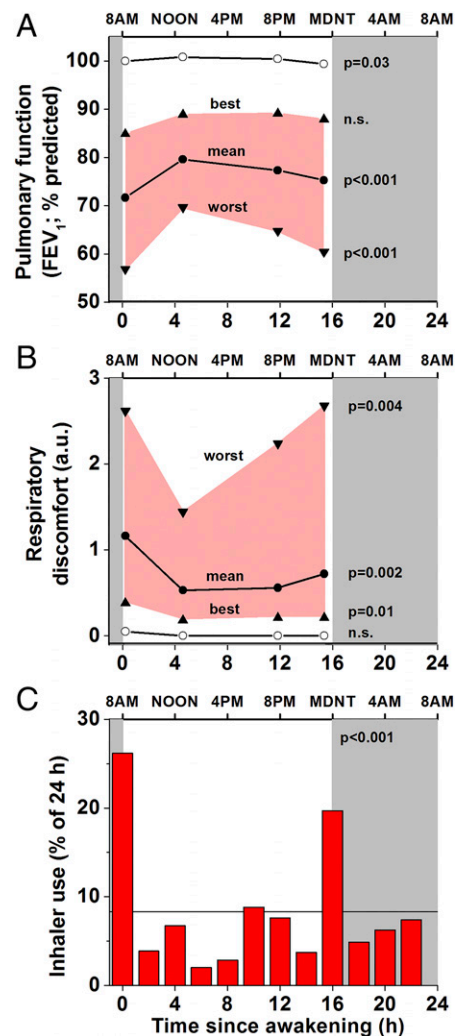 A
8AM NOON 4PM 8PM MDNT 4AM 8AM
Pulmonary function
(FEV1; % predicted)
100
90
80
70
60
50
p=0.03
best
n.s.
mean
p<0.001
worst
p<0.001
0 4 8 12 16 20 24
B
8AM NOON 4PM 8PM MDNT 4AM 8AM
Respiratory
discomfort (a.u.)
3
2
1
0
p=0.004
worst
mean
p=0.002
best
p=0.01
n.s.
0 4 8 12 16 20 24
C
8AM NOON 4PM 8PM MDNT 4AM 8AM
Inhaler use (% of 24 h)
30
20
10
0
p<0.001
0 4 8 12 16 20 24
Time since awakening (h)